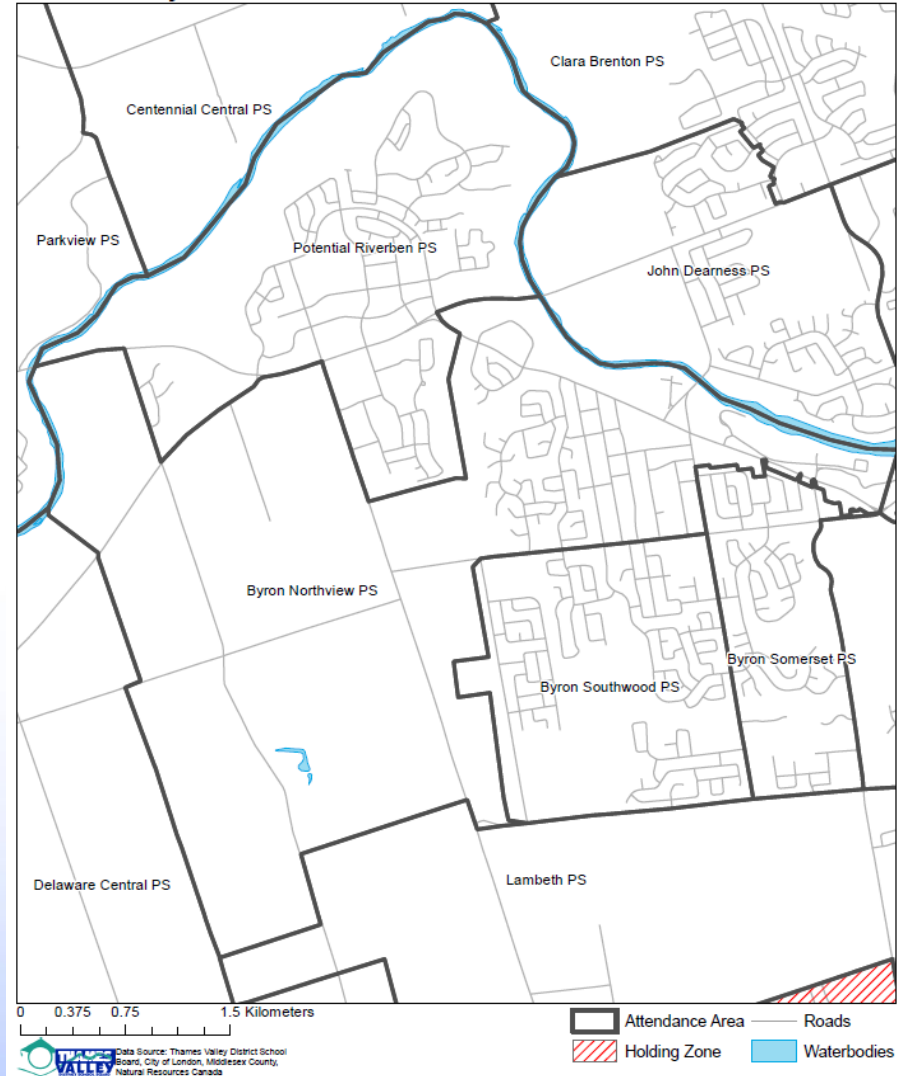 Clara Brenton PS
Centennial Central PS
Parkview PS
Potential Riverben PS
John Dearness PS
Byron Northview PS
Byron Somerset PS
Byron Southwood PS
Delaware Central PS
Lambeth PS
0 0.375 0.75 1.5 Kilometers
Attendance Area Roads
Holding Zone Waterbodies
THAMES
VALLEY
Data Source: Thames Valley District School
Board, City of London, Middlesex County,
Natural Resources Canada